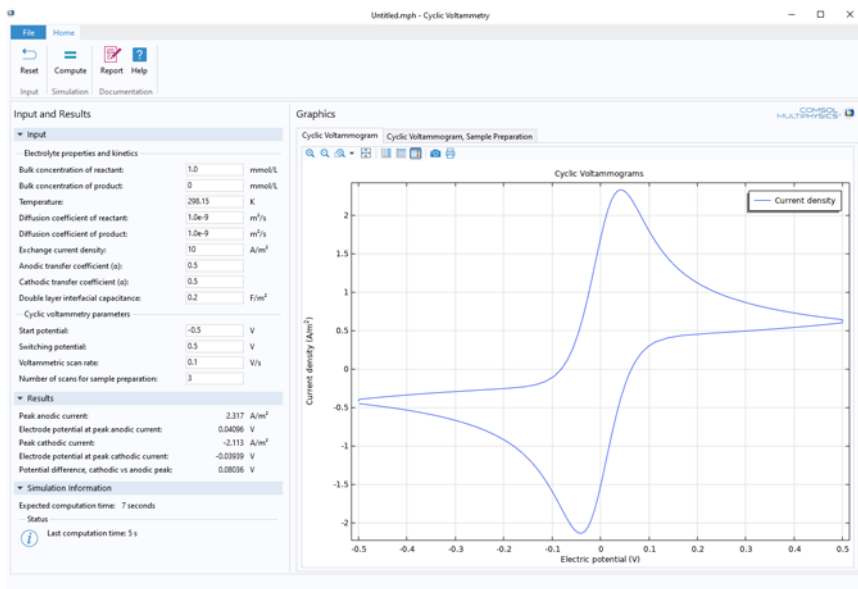 Untitled.mph - Cyclic Voltammetry
File Home
Reset Compute Report Help
Input Simulation Documentation
Input and Results
Input
Electrolyte properties and kinetics
Bulk concentration of reactant: 1.0 mmol/L
Bulk concentration of product: 0 mmol/L
Temperature: 298.15 K
Diffusion coefficient of reactant: 1.0e-9 m²/s
Diffusion coefficient of product: 1.0e-9 m²/s
Exchange current density: 10 A/m²
Anodic transfer coefficient (α): 0.5
Cathodic transfer coefficient (α): 0.5
Double layer interfacial capacitance: 0.2 F/m²
Cyclic voltammetry parameters
Start potential: -0.5 V
Switching potential: 0.5 V
Voltammetric scan rate: 0.1 V/s
Number of scans for sample preparation: 3
Results
Peak anodic current: 2.317 A/m²
Electrode potential at peak anodic current: 0.04096 V
Peak cathodic current: -2.113 A/m²
Electrode potential at peak cathodic current: -0.03939 V
Potential difference, cathodic vs anodic peak: 0.08036 V
Simulation Information
Expected computation time: 7 seconds
Status
Last computation time: 5 s
Graphics
COMSOL
MULTIPHYSICS
Cyclic Voltammogram Cyclic Voltammogram, Sample Preparation
Cyclic Voltammograms
Current density
Current density (A/m²)
2
1.5
1
0.5
0
-0.5
-1
-1.5
-2
-0.5 -0.4 -0.3 -0.2 -0.1 0 0.1 0.2 0.3 0.4 0.5
Electric potential (V)